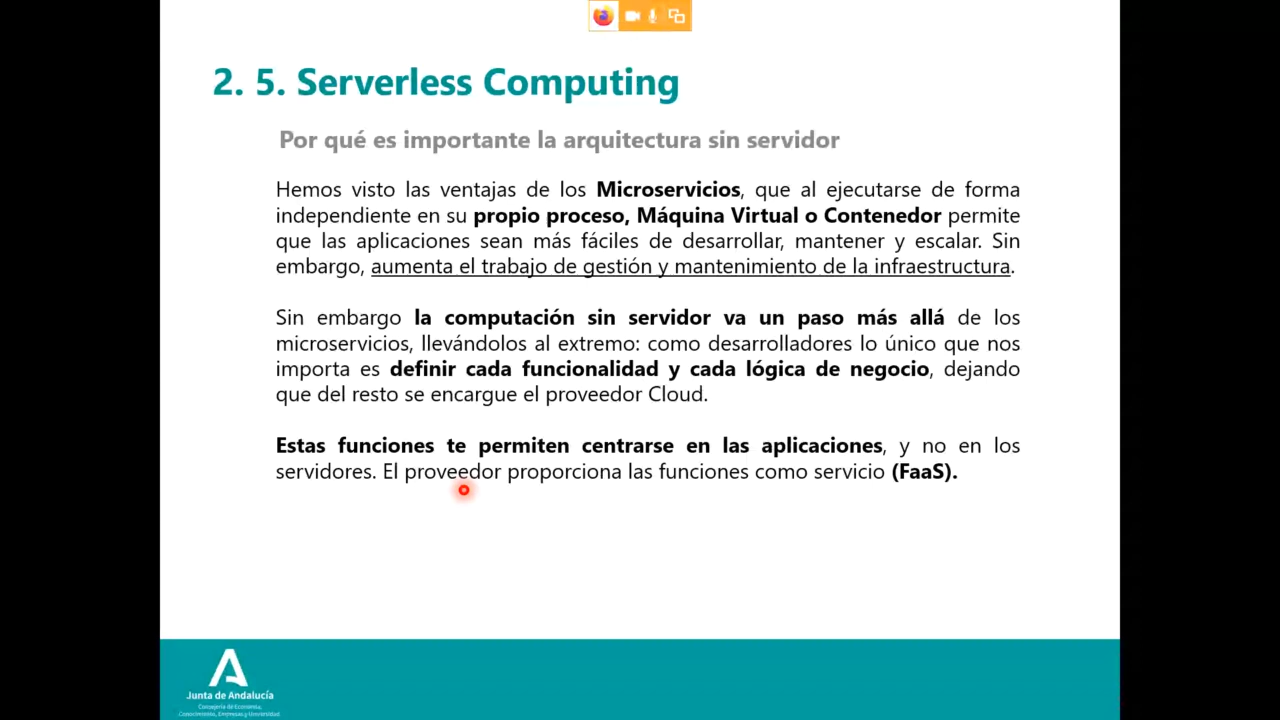 2. 5. Serverless Computing
Por qué es importante la arquitectura sin servidor
Hemos visto las ventajas de los Microservicios, que al ejecutarse de forma
independiente en su propio proceso, Máquina Virtual o Contenedor permite
que las aplicaciones sean más fáciles de desarrollar, mantener y escalar. Sin
embargo, aumenta el trabajo de gestión y mantenimiento de la infraestructura.
Sin embargo la computación sin servidor va un paso más allá de los
microservicios, llevándolos al extremo: como desarrolladores lo único que nos
importa es definir cada funcionalidad y cada lógica de negocio, dejando
que del resto se encargue el proveedor Cloud.
Estas funciones te permiten centrarse en las aplicaciones, y no en los
servidores. El proveedor proporciona las funciones como servicio (FaaS).
Junta de Andalucía
Consejería de Economía,
Conocimiento, Empresas y Universidad